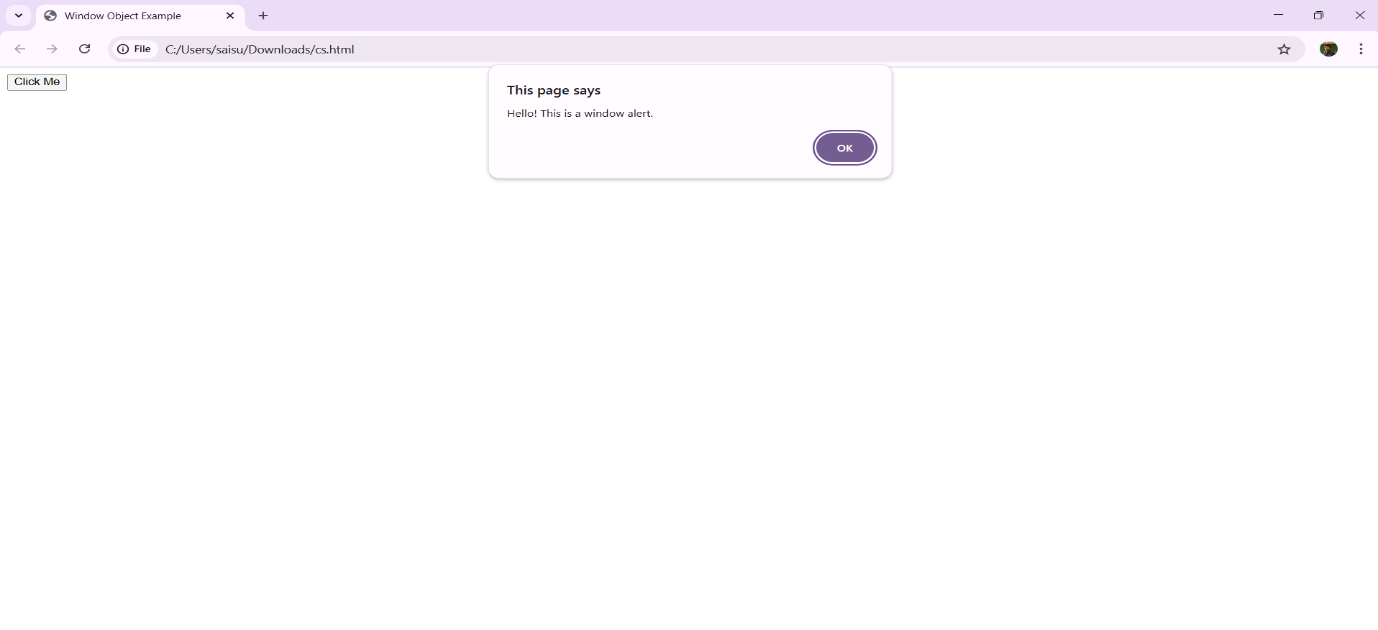 Window Object Example
File C:/Users/saisu/Downloads/cs.html
Click Me
This page says
Hello! This is a window alert.
OK